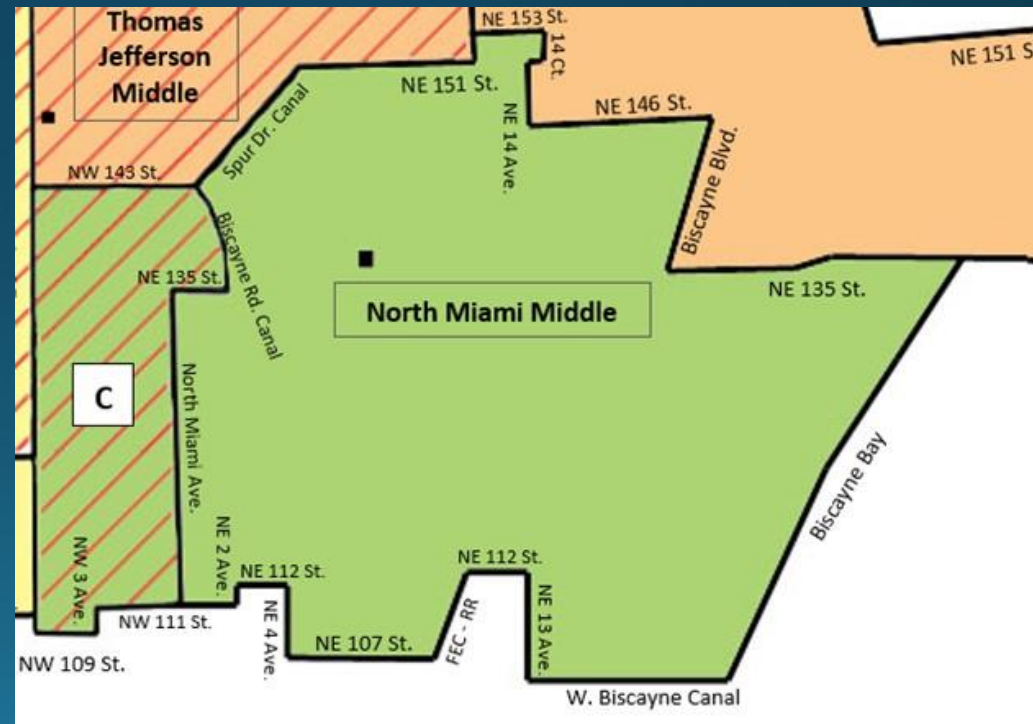 Thomas
Jefferson
Middle
NE 153 St.
14 Ct.
NE 151 S
NE 151 St.
NE 146 St.
NE 14 Ave.
Spur Dr. Canal
Biscayne Blvd.
NW 143 St.
Biscayne Rd. Canal
NE 135 St.
NE 135 St.
North Miami Middle
C
North Miami Ave.
Biscayne Bay
NW 3 Ave.
NE 2 Ave.
NE 112 St.
NE 112 St.
NE 4 Ave.
FEC - RR
NE 13 Ave.
NW 111 St.
NE 107 St.
NW 109 St.
W. Biscayne Canal